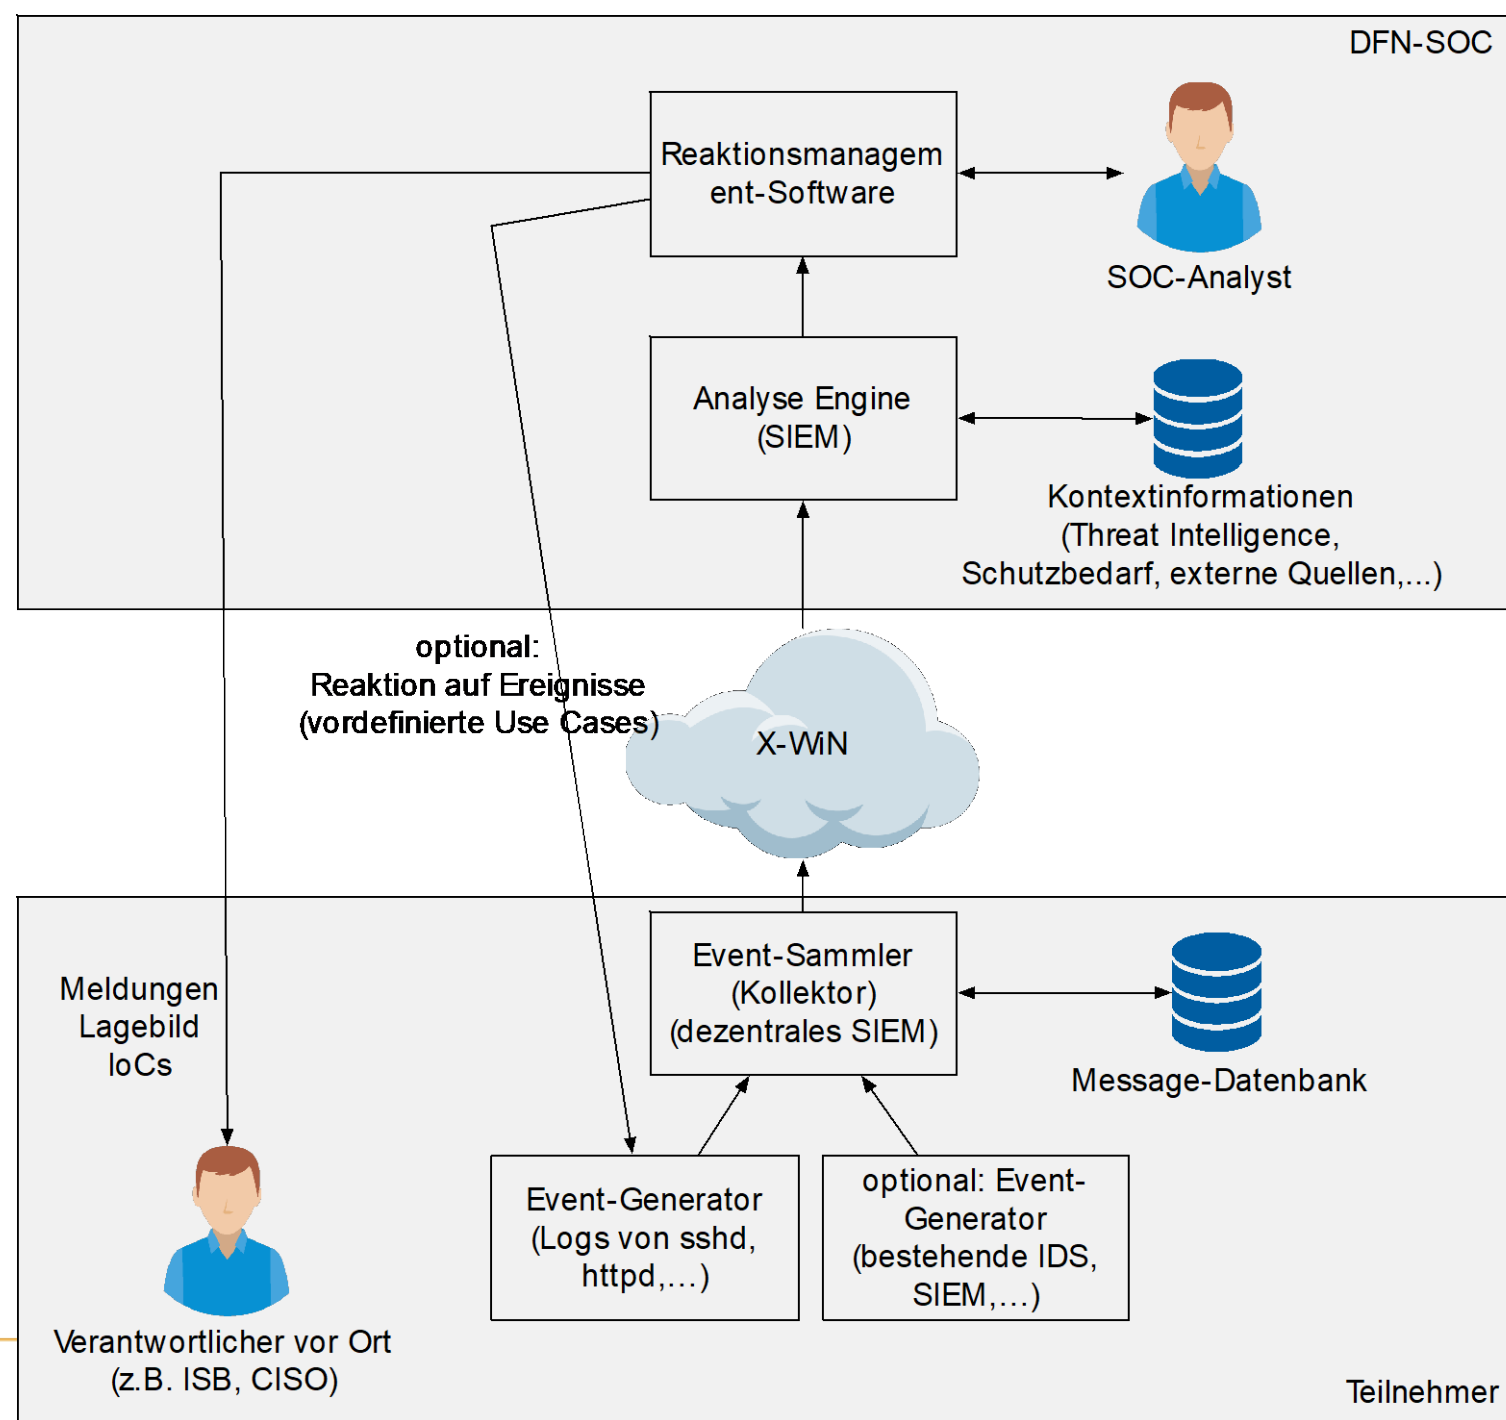 DFN-SOC
Reaktionsmanagem
ent-Software
SOC-Analyst
Analyse Engine
(SIEM)
Kontextinformationen
(Threat Intelligence,
Schutzbedarf, externe Quellen,...)
optional:
Reaktion auf Ereignisse
(vordefinierte Use Cases)
X-WiN
Event-Sammler
(Kollektor)
(dezentrales SIEM)
Meldungen
Lagebild
IoCs
Message-Datenbank
Event-Generator
(Logs von sshd,
httpd,...)
optional: Event-
Generator
(bestehende IDS,
SIEM,...)
Verantwortlicher vor Ort
(z.B. ISB, CISO)
Teilnehmer